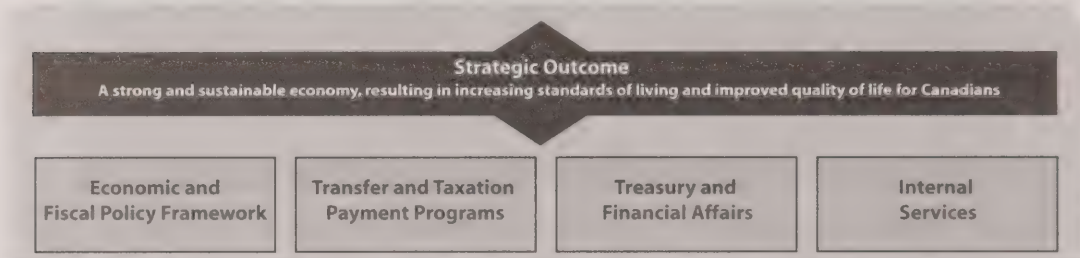 Strategic Outcome
A strong and sustainable economy, resulting in increasing standards of living and improved quality of life for Canadians
Economic and
Fiscal Policy Framework
Transfer and Taxation
Payment Programs
Treasury and
Financial Affairs
Internal
Services